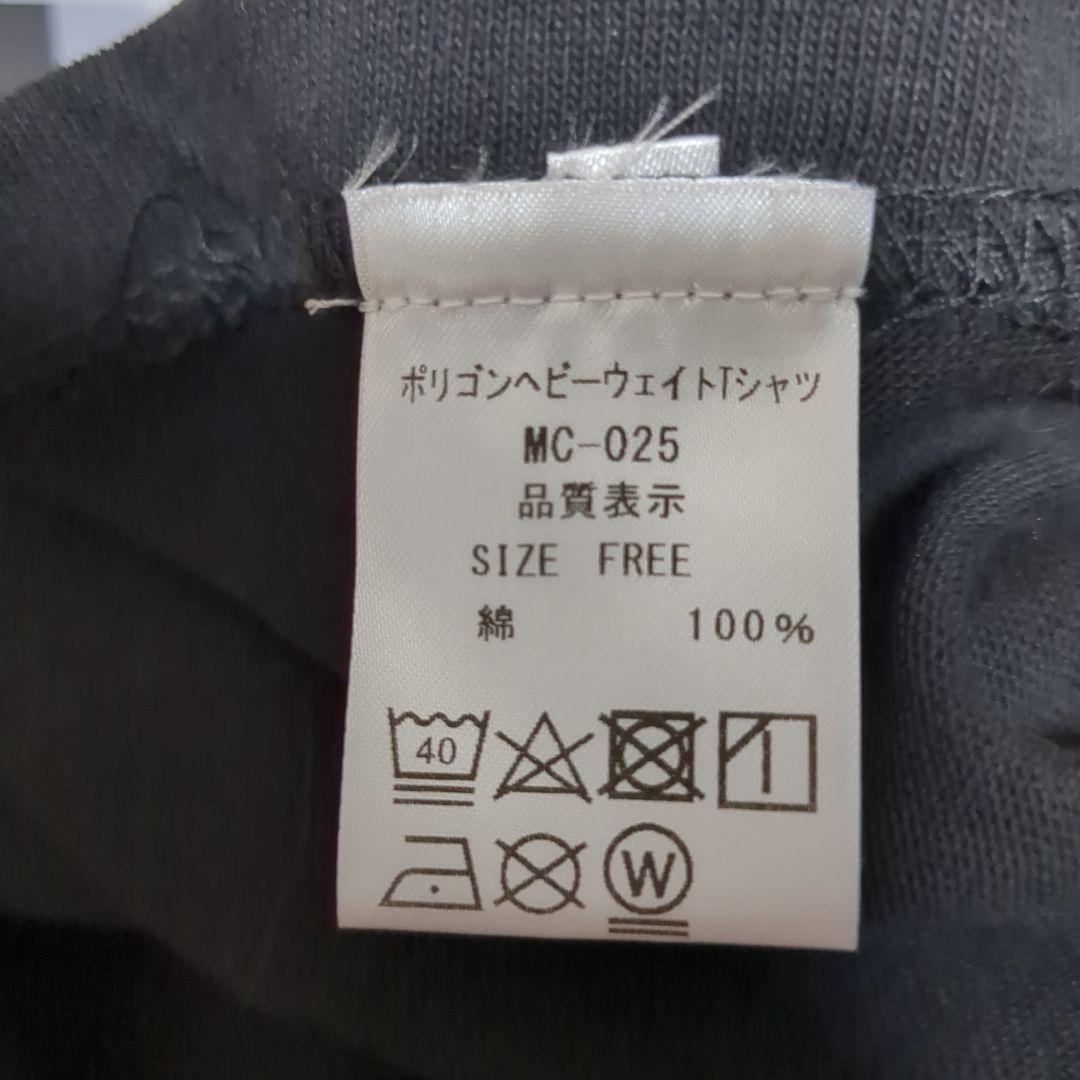 ポリゴンヘビーウェイトTシャツ
MC-025
品質表示
SIZE FREE
綿 100%
40
W